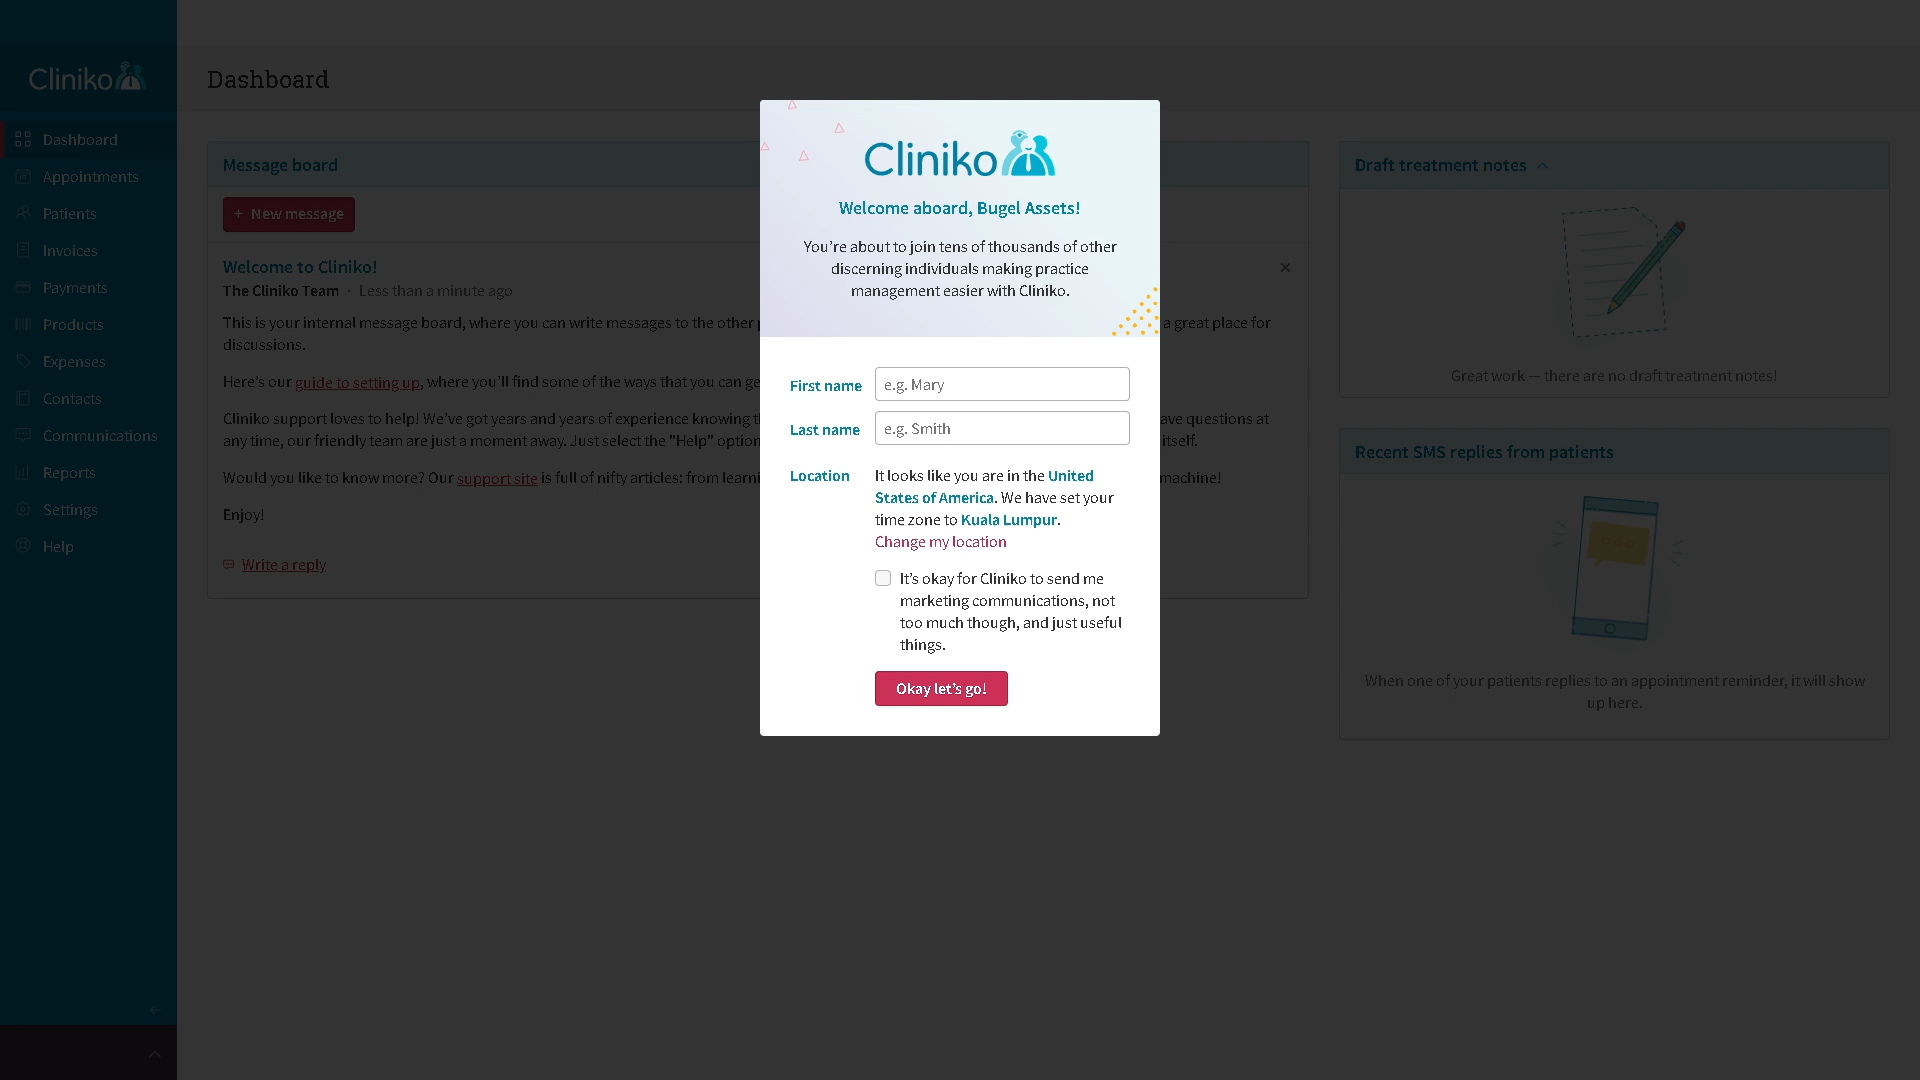 Cliniko
Dashboard
Appointments
Patients
Invoices
Payments
Products
Expenses
Contacts
Communications
Reports
Settings
Help
Dashboard
Message board
+ New message
Welcome to Cliniko!
The Cliniko Team · Less than a minute ago
This is your internal message board, where you can write messages to the other
a great place for
discussions.
Here's our guide to setting up, where you'll find some of the ways that you can
Cliniko support loves to help! We've got years and years of experience knowing
questions at
any time, our friendly team are just a moment away. Just select the "Help"
itself.
Would you like to know more? Our support site is full of nifty articles: from
machine!
Enjoy!
Write a reply
Cliniko
Welcome aboard, Bugel Assets!
You're about to join tens of thousands of other
discerning individuals making practice
management easier with Cliniko.
First name e.g. Mary
Last name e.g. Smith
Location It looks like you are in the United
States of America. We have set your
time zone to Kuala Lumpur.
Change my location
It's okay for Cliniko to send me
marketing communications, not
too much though, and just useful
things.
Okay let's go!
Draft treatment notes
Great work — there are no draft treatment notes!
Recent SMS replies from patients
When one of your patients replies to an appointment reminder, it will show
up here.